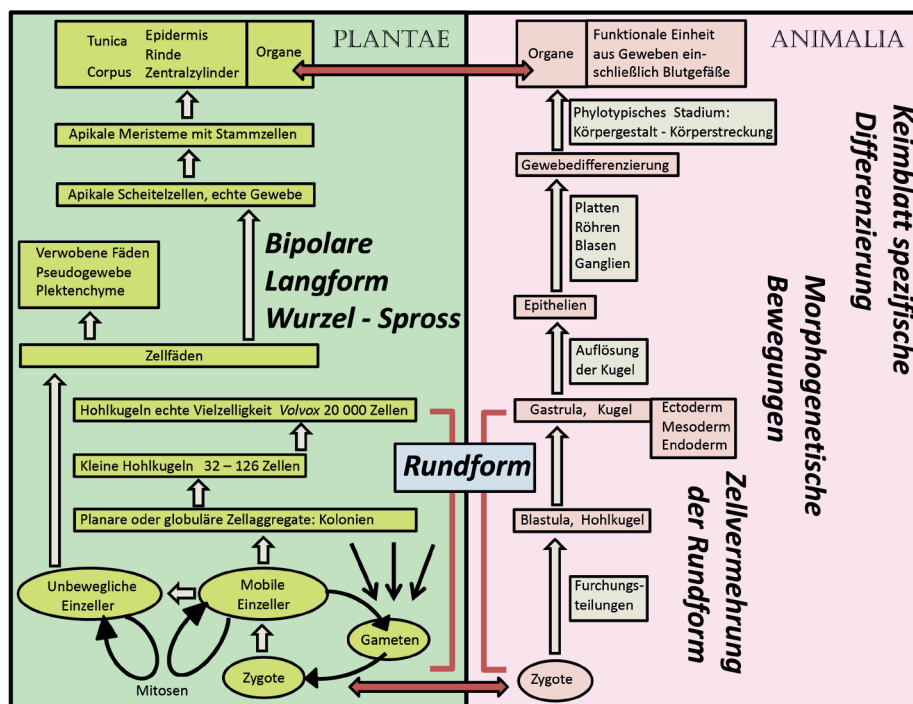 PLANTAE
Tunica
Corpus
Epidermis
Rinde
Zentralzylinder
Organe
Apikale Meristeme mit Stammzellen
Apikale Scheitelzellen, echte Gewebe
Verwobene Fäden
Pseudogewebe
Plektenchyme
Bipolare
Langform
Wurzel - Spross
Zellfäden
Hohlkugeln echte Vielzelligkeit Volvox 20 000 Zellen
Kleine Hohlkugeln 32 – 126 Zellen
Planare oder globuläre Zellaggregate: Kolonien
Unbewegliche
Einzeller
Mobile
Einzeller
Gameten
Zygote
Mitosen
Rundform
ANIMALIA
Organe
Funktionale Einheit
aus Geweben ein-
schließlich Blutgefäße
Phylotypisches Stadium:
Körpergestalt - Körperstreckung
Gewebedifferenzierung
Platten
Röhren
Blasen
Ganglien
Epithelien
Auflösung
der Kugel
Gastrula, Kugel
Ectoderm
Mesoderm
Endoderm
Blastula, Hohlkugel
Furchungs-
teilungen
Zygote
Keimblatt spezifische
Differenzierung
Morphogenetische
Bewegungen
Zellvermehrung
der Rundform